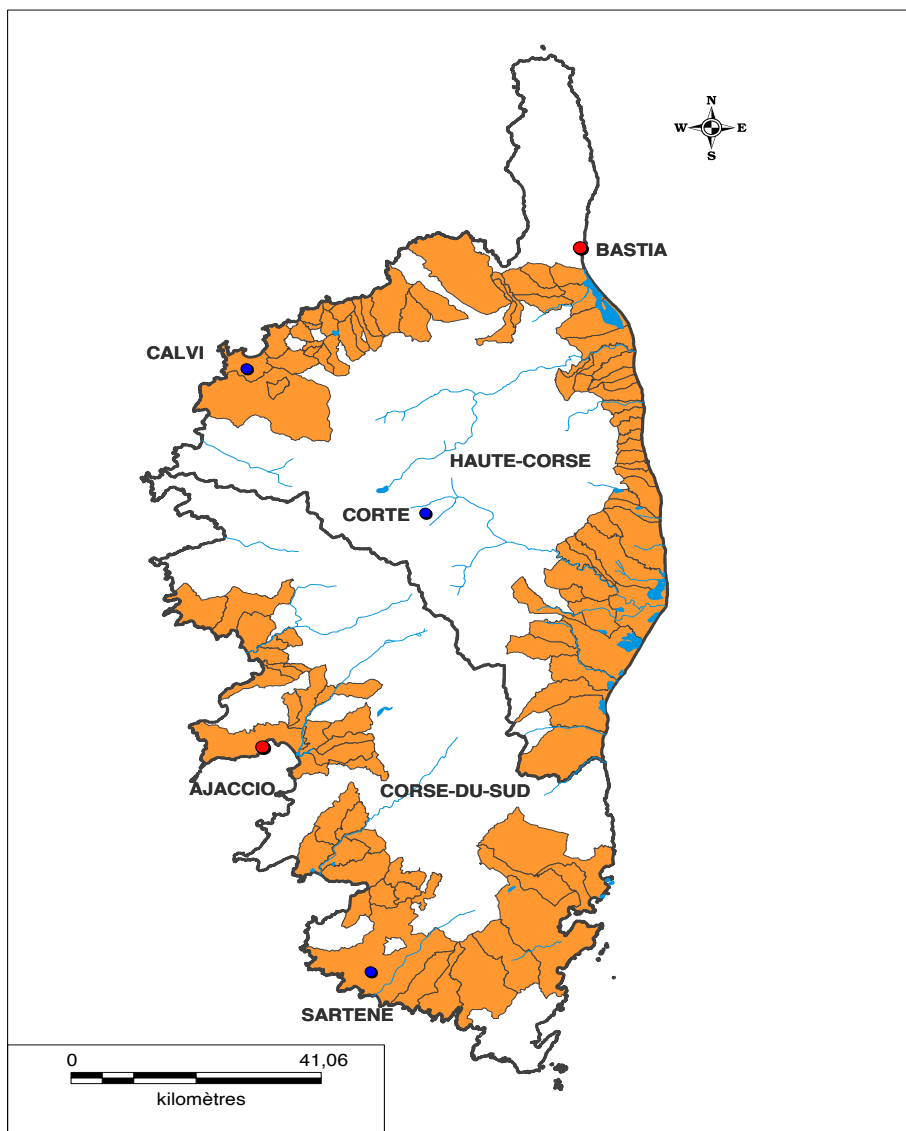 N
W E
S
BASTIA
CALVI
HAUTE-CORSE
CORTE
AJACCIO
CORSE-DU-SUD
SARTENE
0 41,06
kilomètres